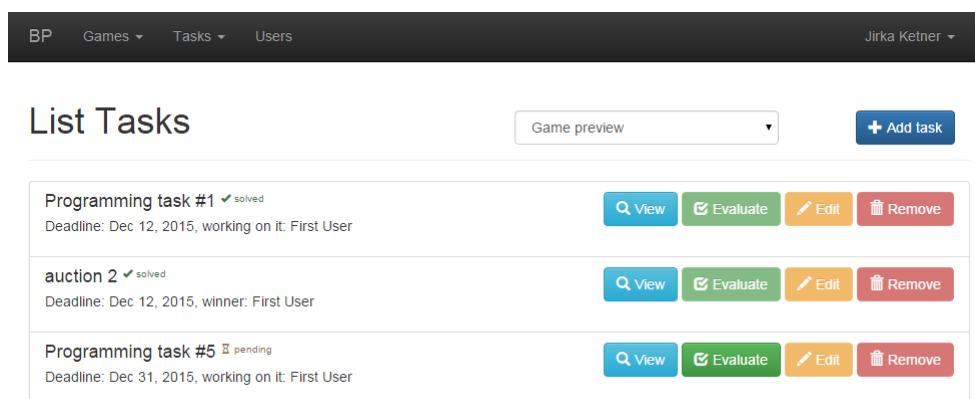 BP Games Tasks Users Jirka Ketner
List Tasks Game preview Add task
Programming task #1 solved View Evaluate Edit Remove
Deadline: Dec 12, 2015, working on it: First User
auction 2 solved View Evaluate Edit Remove
Deadline: Dec 12, 2015, winner: First User
Programming task #5 pending View Evaluate Edit Remove
Deadline: Dec 31, 2015, working on it: First User